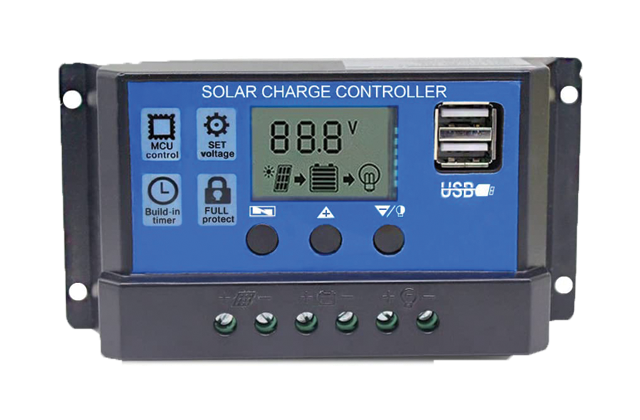 SOLAR CHARGE CONTROLLER
MCU
control
SET
voltage
88.8 V
Build-in
timer
FULL
protect
USB